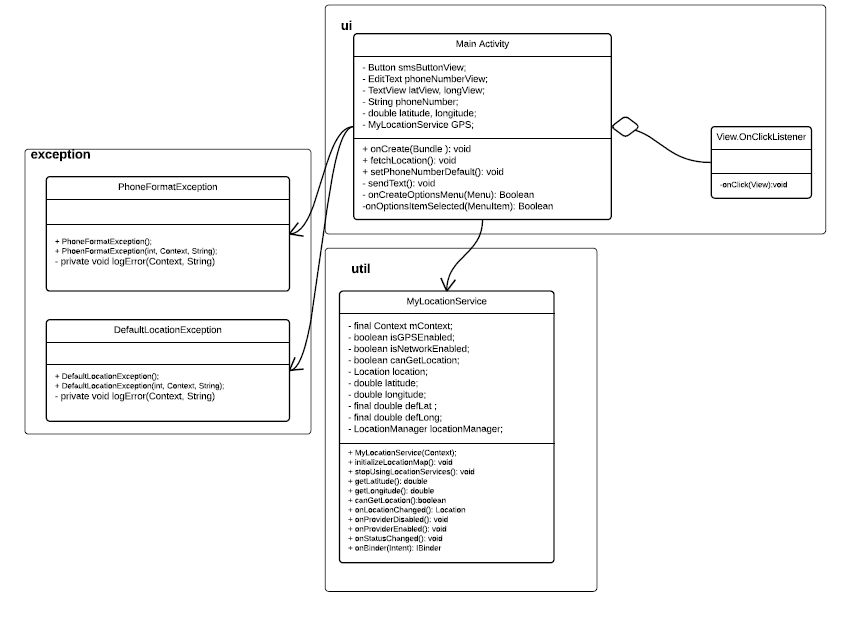 ui
Main Activity
- Button smsButtonView;
- EditText phoneNumberView;
- TextView latView, longView;
- String phoneNumber;
- double latitude, longitude;
- MyLocationService GPS;
+ onCreate(Bundle ): void
+ fetchLocation(): void
+ setPhoneNumberDefault(): void
- sendText(): void
- onCreateOptionsMenu(Menu): Boolean
-onOptionsItemSelected(MenuItem): Boolean
View.OnClickListener
-onClick(View):void
exception
PhoneFormatException
+ PhoneFormatException();
+ PhoenFormatException(int, Context, String);
- private void logError(Context, String)
DefaultLocationException
+ DefaultLocationException();
+ DefaultLocationException(int, Context, String);
- private void logError(Context, String)
util
MyLocationService
- final Context mContext;
- boolean isGPSEnabled;
- boolean isNetworkEnabled;
- boolean canGetLocation;
- Location location;
- double latitude;
- double longitude;
- final double defLat ;
- final double defLong;
- LocationManager locationManager;
+ MyLocationService(Context);
+ initializeLocationMap(): void
+ stopUsingLocationServices(): void
+ getLatitude(): double
+ getLongitude(): double
+ canGetLocation():boolean
+ onLocationChanged(): Location
+ onProviderDisabled(): void
+ onProviderEnabled(): void
+ onStatusChanged(): void
+ onBinder(Intent): IBinder